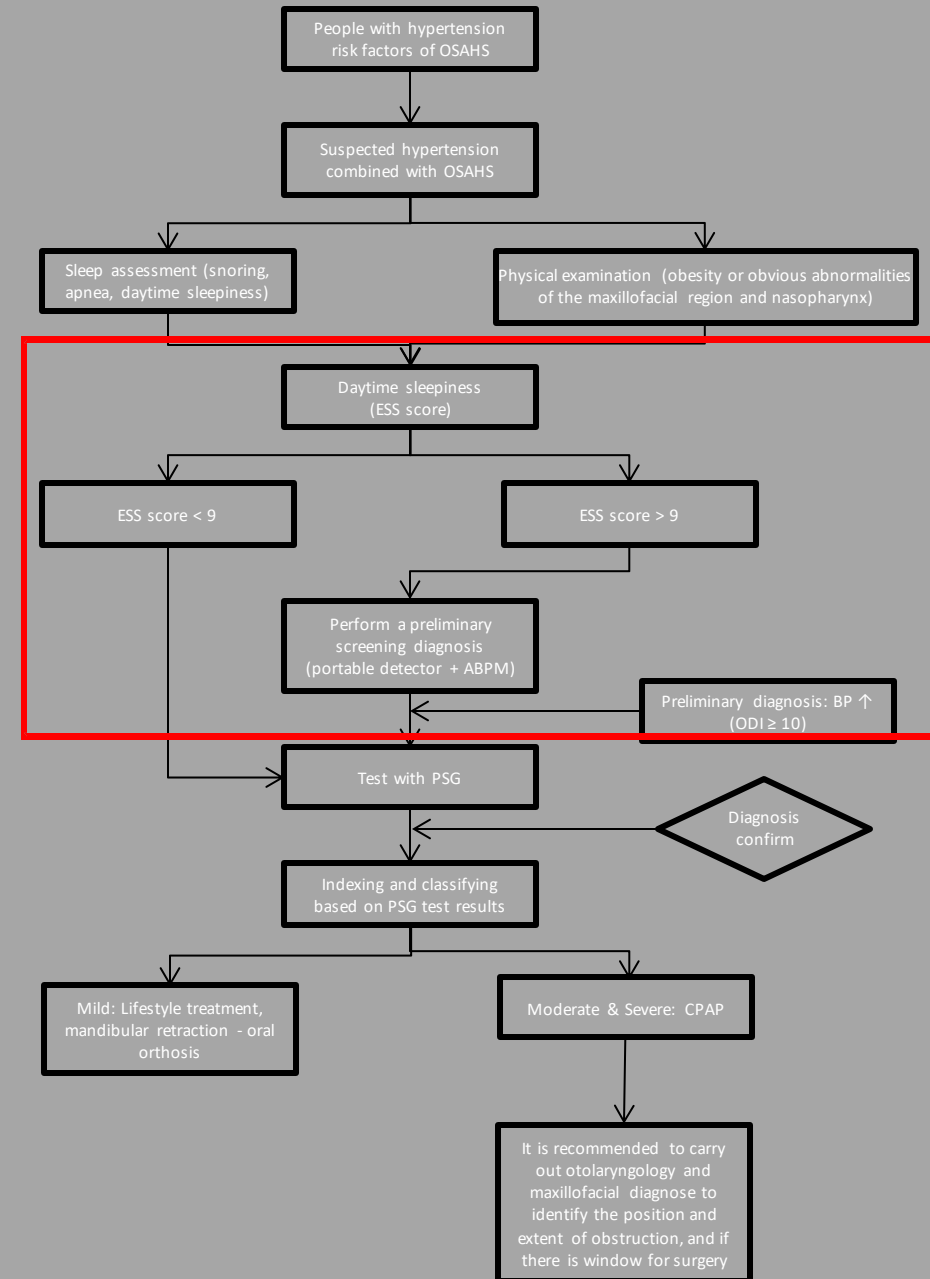 People with hypertension
risk factors of OSAHS
Suspected hypertension
combined with OSAHS
Sleep assessment (snoring,
apnea, daytime sleepiness)
Physical examination (obesity or obvious abnormalities
of the maxillofacial region and nasopharynx)
Daytime sleepiness
(ESS score)
ESS score < 9
ESS score > 9
Perform a preliminary
screening diagnosis
(portable detector + ABPM)
Preliminary diagnosis: BP ↑
(ODI ≥ 10)
Test with PSG
Diagnosis
confirm
Indexing and classifying
based on PSG test results
Mild: Lifestyle treatment,
mandibular retraction - oral
orthosis
Moderate & Severe: CPAP
It is recommended to carry
out otolaryngology and
maxillofacial diagnose to
identify the position and
extent of obstruction, and if
there is window for surgery